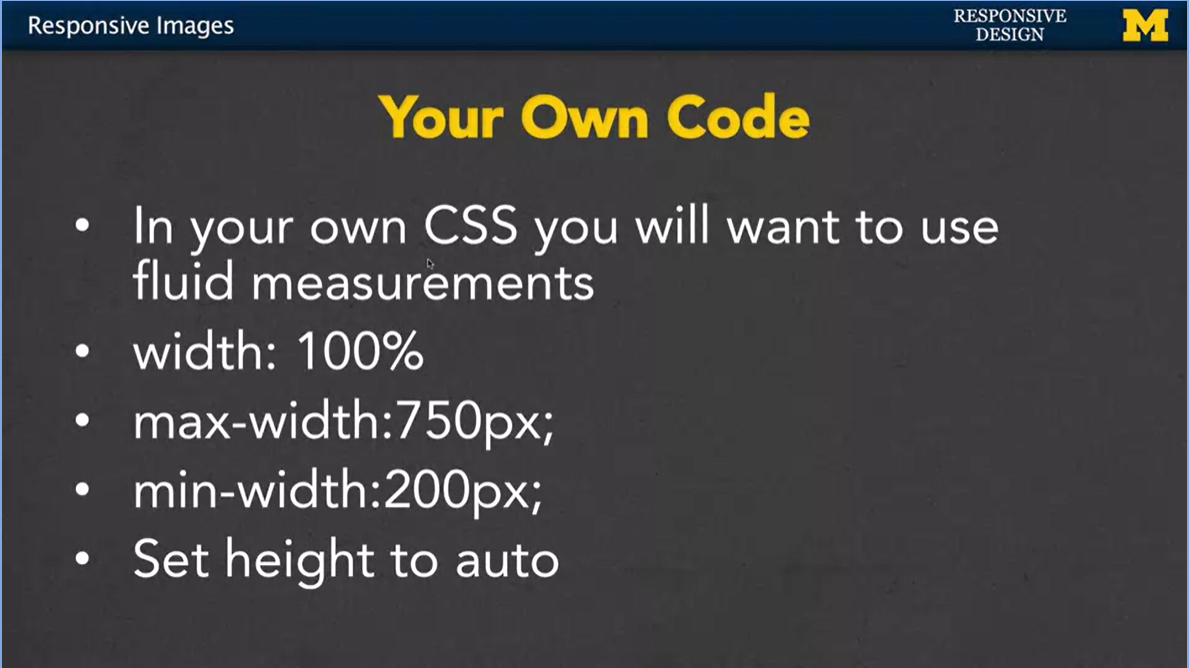 Responsive Images
RESPONSIVE
DESIGN
M
Your Own Code
• In your own CSS you will want to use
fluid measurements
• width: 100%
• max-width:750px;
• min-width:200px;
• Set height to auto